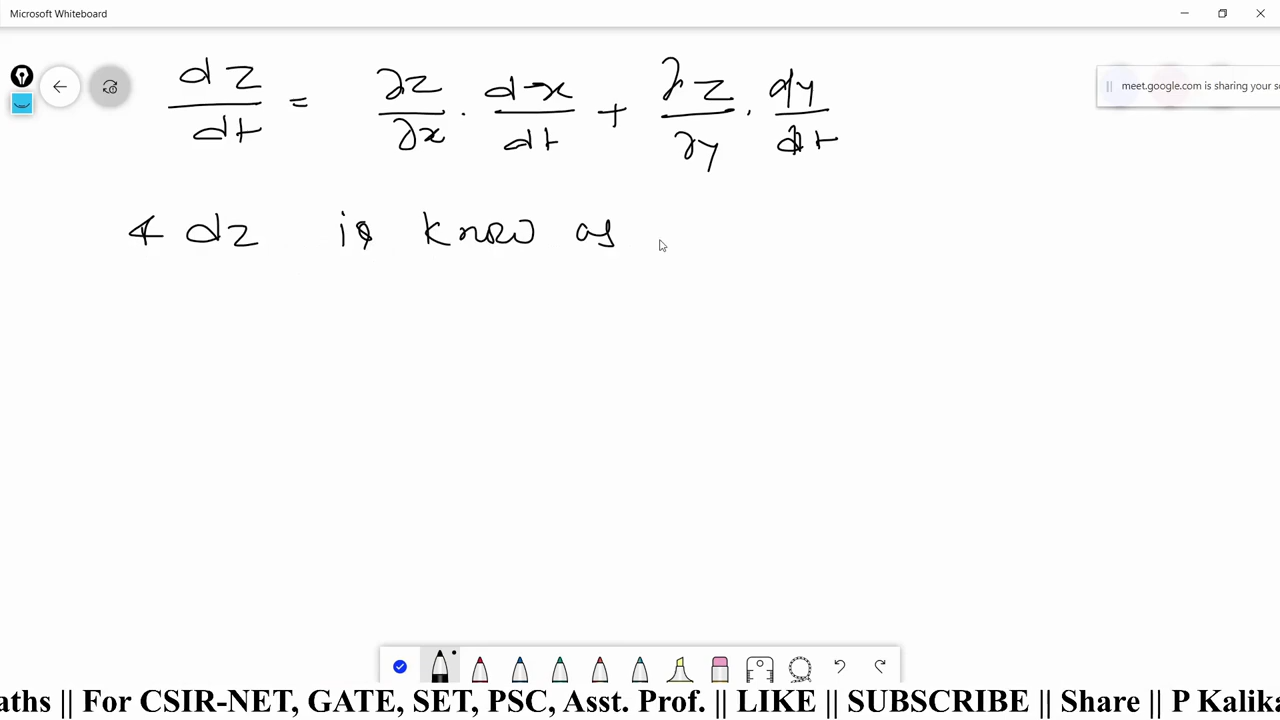 Microsoft Whiteboard
meet.google.com is sharing your s
dz/dt = ∂z/∂x · dx/dt + ∂z/∂y · dy/dt
& dz is know as
aths || For CSIR-NET, GATE, SET, PSC, Asst. Prof. || LIKE || SUBSCRIBE || Share || P Kalika